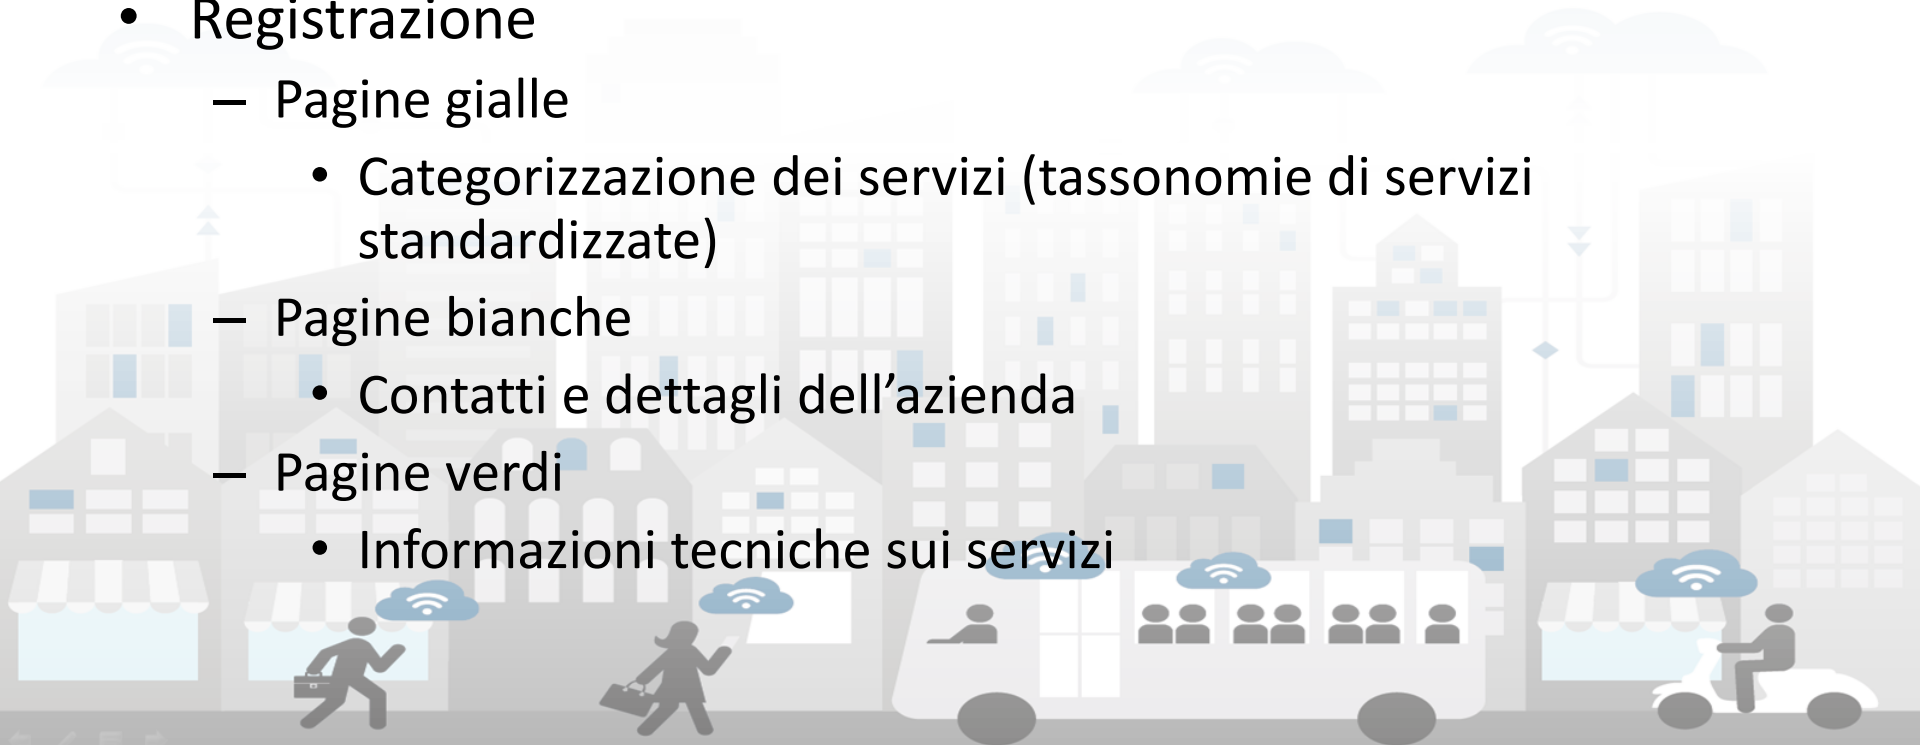 • Registrazione
– Pagine gialle
• Categorizzazione dei servizi (tassonomie di servizi
standardizzate)
– Pagine bianche
• Contatti e dettagli dell’azienda
– Pagine verdi
• Informazioni tecniche sui servizi